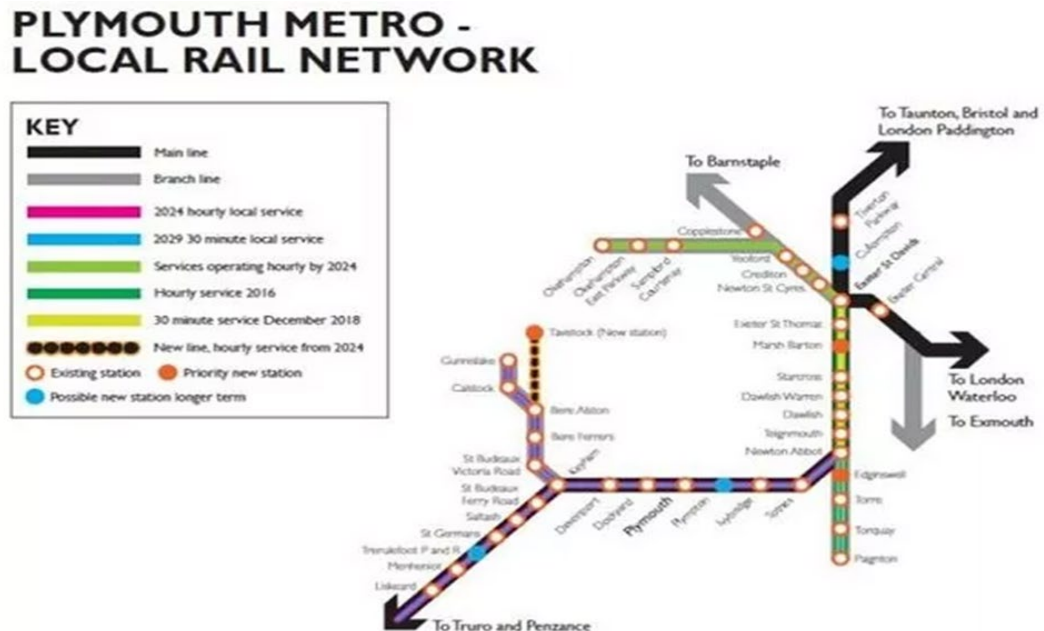 PLYMOUTH METRO -
LOCAL RAIL NETWORK
KEY
Main line
Branch line
2024 hourly local service
2029 30 minute local service
Services operating hourly by 2024
Hourly service 2016
30 minute service December 2018
New line, hourly service from 2024
Existing station
Priority new station
Possible new station longer term
To Taunton, Bristol and
London Paddington
To Barnstaple
Tiverton
Parkway
Cullompton
Exeter St Davids
Exeter Central
Copplestone
Yeoford
Crediton
Newton St Cyres
Okehampton
Okehampton
East Parkway
Sampford
Courtenay
Exeter St Thomas
Marsh Barton
Starcross
Dawlish Warren
Dawlish
Teignmouth
Newton Abbot
To London
Waterloo
To Exmouth
Tavistock (New station)
Gunnislake
Calstock
Bere Alston
Bere Ferrers
St Budeaux
Victoria Road
Keyham
St Budeaux
Ferry Road
Saltash
St Germans
Trerulefoot P and R
Menheniot
Liskeard
Devonport
Dockyard
Plymouth
Plympton
Ivybridge
Totnes
Edginswell
Torre
Torquay
Paignton
To Truro and Penzance